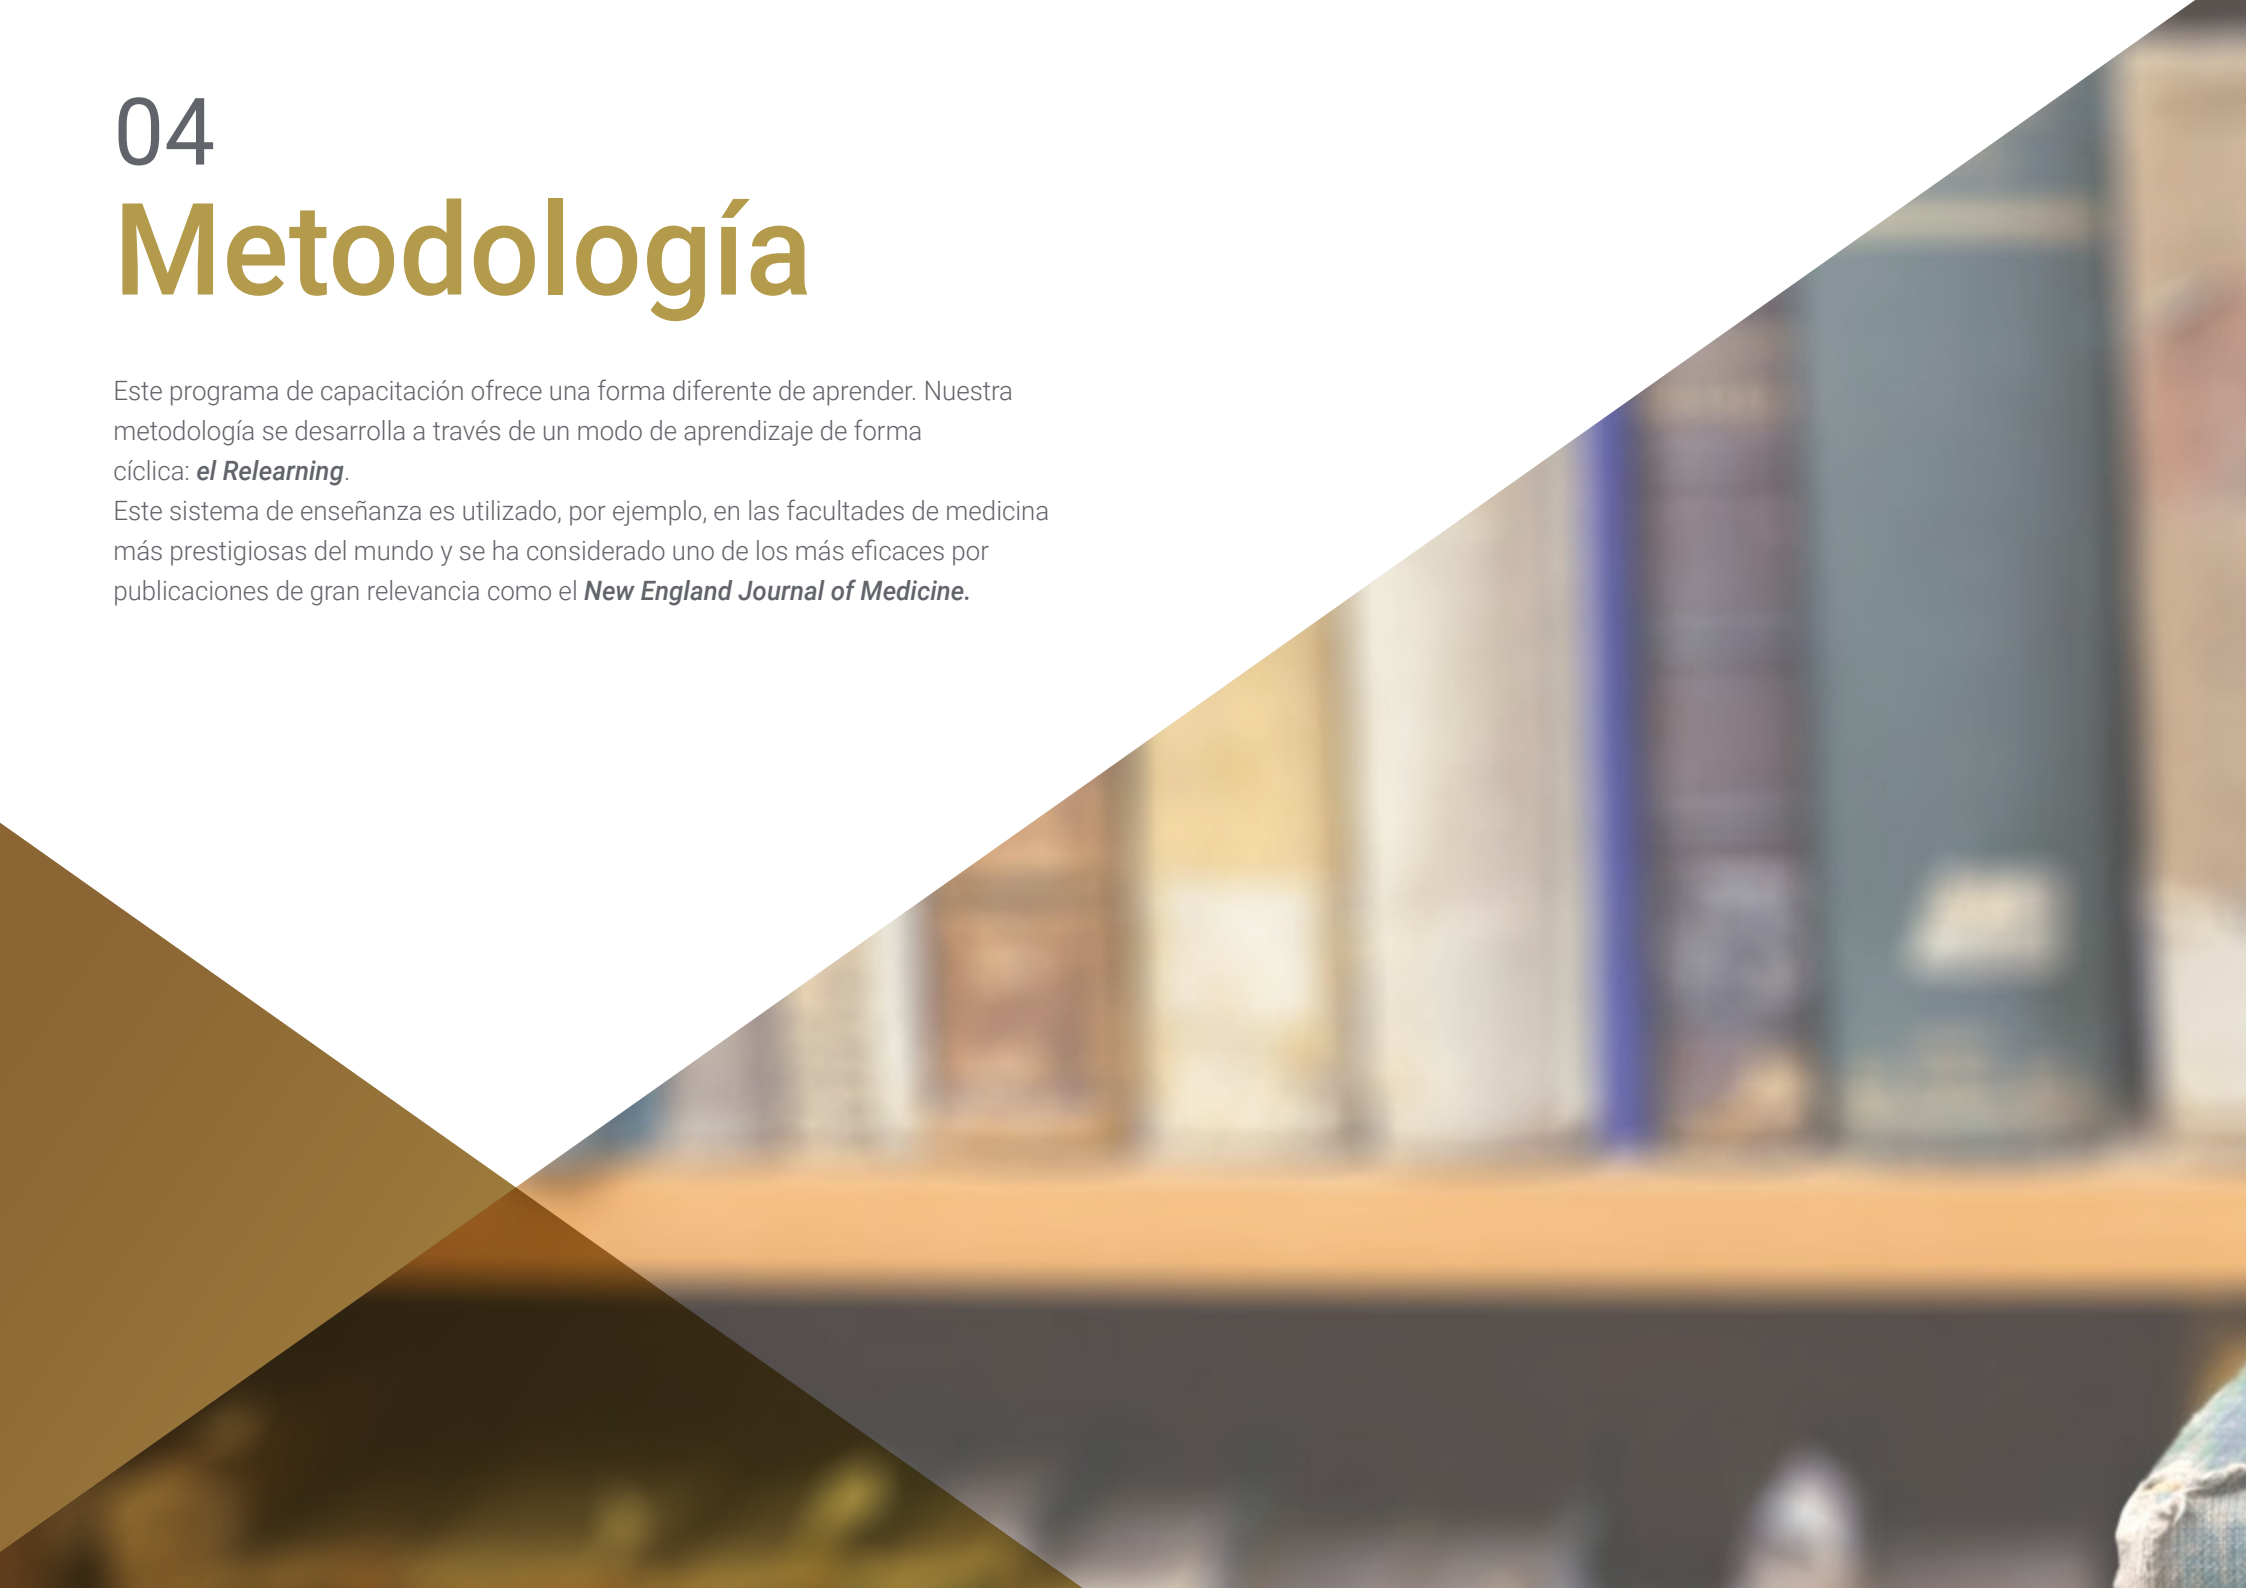 04
Metodología
Este programa de capacitación ofrece una forma diferente de aprender. Nuestra
metodología se desarrolla a través de un modo de aprendizaje de forma
cíclica: el Relearning.
Este sistema de enseñanza es utilizado, por ejemplo, en las facultades de medicina
más prestigiosas del mundo y se ha considerado uno de los más eficaces por
publicaciones de gran relevancia como el New England Journal of Medicine.